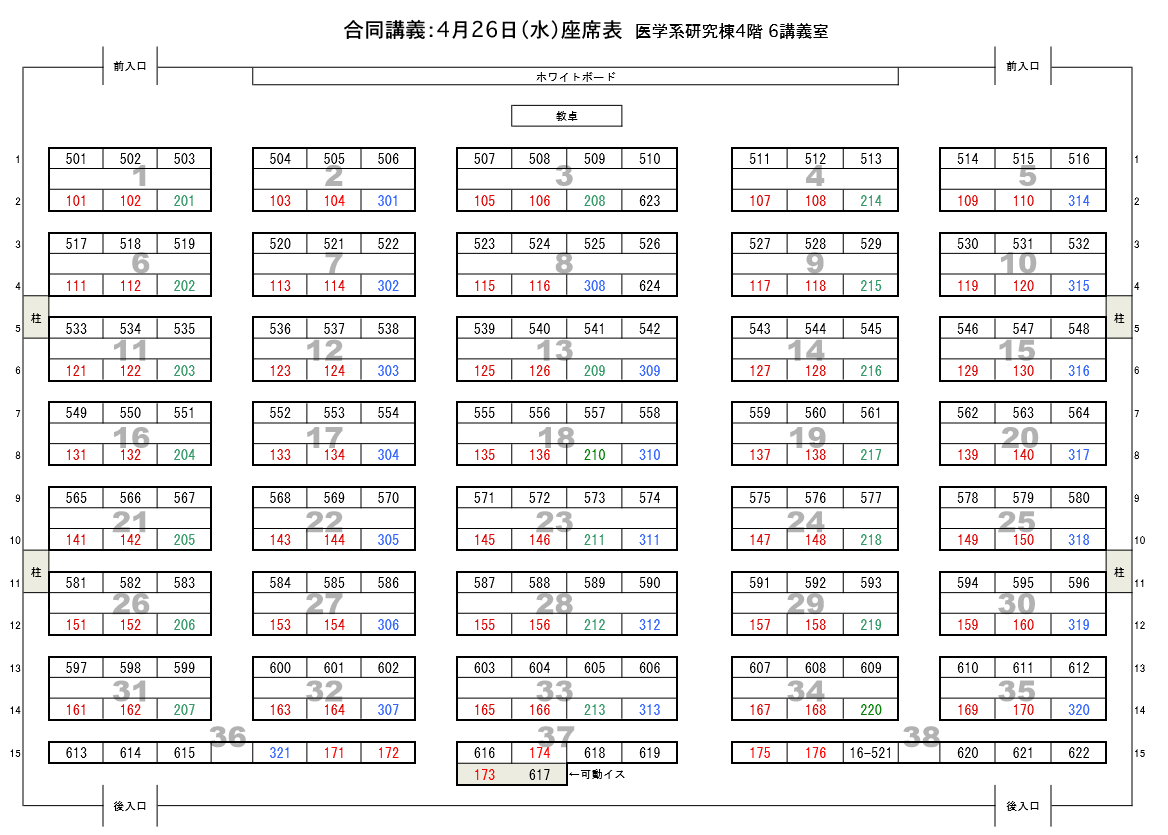 合同講義：４月２６日（水）座席表 医学系研究棟4階 6講義室
前入口 ホワイトボード 前入口
教卓
1 501 502 503 504 505 506 507 508 509 510 511 512 513 514 515 516 1
1 2 3 4 5
2 101 102 201 103 104 301 105 106 208 623 107 108 214 109 110 314 2
3 517 518 519 520 521 522 523 524 525 526 527 528 529 530 531 532 3
6 7 8 9 10
4 111 112 202 113 114 302 115 116 308 624 117 118 215 119 120 315 4
柱 柱
5 533 534 535 536 537 538 539 540 541 542 543 544 545 546 547 548 5
11 12 13 14 15
6 121 122 203 123 124 303 125 126 209 309 127 128 216 129 130 316 6
7 549 550 551 552 553 554 555 556 557 558 559 560 561 562 563 564 7
16 17 18 19 20
8 131 132 204 133 134 304 135 136 210 310 137 138 217 139 140 317 8
9 565 566 567 568 569 570 571 572 573 574 575 576 577 578 579 580 9
21 22 23 24 25
10 141 142 205 143 144 305 145 146 211 311 147 148 218 149 150 318 10
柱 柱
11 581 582 583 584 585 586 587 588 589 590 591 592 593 594 595 596 11
26 27 28 29 30
12 151 152 206 153 154 306 155 156 212 312 157 158 219 159 160 319 12
13 597 598 599 600 601 602 603 604 605 606 607 608 609 610 611 612 13
31 32 33 34 35
14 161 162 207 163 164 307 165 166 213 313 167 168 220 169 170 320 14
36 37 38
15 613 614 615 321 171 172 616 174 618 619 175 176 16-521 620 621 622 15
173 617 ←可動イス
後入口 後入口